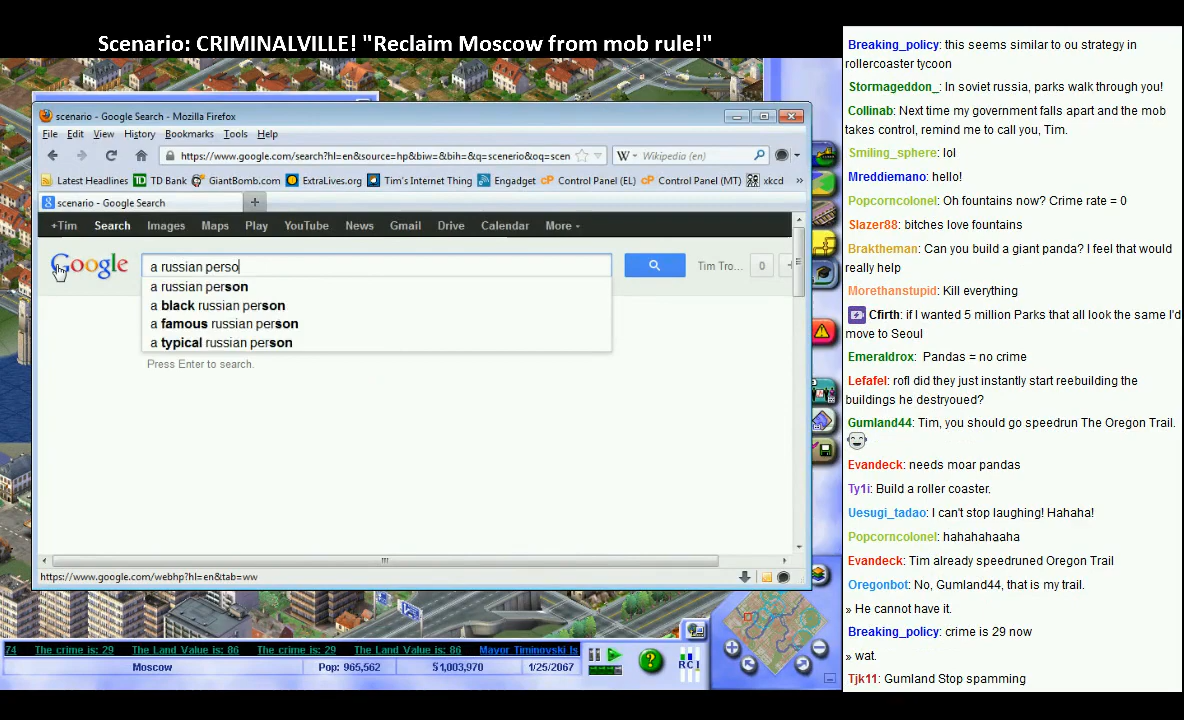 Scenario: CRIMINALVILLE! "Reclaim Moscow from mob rule!"
scenario - Google Search - Mozilla Firefox
File Edit View History Bookmarks Tools Help
https://www.google.com/search?hl=en&source=hp&biw=&bih=&q=scenerio&oq=scen
W Wikipedia (en)
Latest Headlines TD Bank GiantBomb.com ExtraLives.org Tim's Internet Thing Engadget Control Panel (EL) Control Panel (MT) xkcd »
scenario - Google Search
+Tim Search Images Maps Play YouTube News Gmail Drive Calendar More
Google a russian perso Tim Tro... 0 +
a russian person
a black russian person
a famous russian person
a typical russian person
Press Enter to search.
https://www.google.com/webhp?hl=en&tab=ww
74 The crime is: 29 The Land Value is: 86 The crime is: 29 The Land Value is: 86 Mayor Timinovski Is
Moscow Pop: 965,562 $1,003,970 1/25/2067
R C I
Breaking_policy: this seems similar to ou strategy in
rollercoaster tycoon
Stormageddon_: In soviet russia, parks walk through you!
Collinab: Next time my government falls apart and the mob
takes control, remind me to call you, Tim.
Smiling_sphere: lol
Mreddiemano: hello!
Popcorncolonel: Oh fountains now? Crime rate = 0
Slazer88: bitches love fountains
Braktheman: Can you build a giant panda? I feel that would
really help
Morethanstupid: Kill everything
Cfirth: if I wanted 5 million Parks that all look the same I'd
move to Seoul
Emeraldrox: Pandas = no crime
Lefafel: rofl did they just instantly start reebuilding the
buildings he destryoued?
Gumland44: Tim, you should go speedrun The Oregon Trail.
Evandeck: needs moar pandas
Ty1i: Build a roller coaster.
Uesugi_tadao: I can't stop laughing! Hahaha!
Popcorncolonel: hahahahaaha
Evandeck: Tim already speedruned Oregon Trail
Oregonbot: No, Gumland44, that is my trail.
» He cannot have it.
Breaking_policy: crime is 29 now
» wat.
Tjk11: Gumland Stop spamming